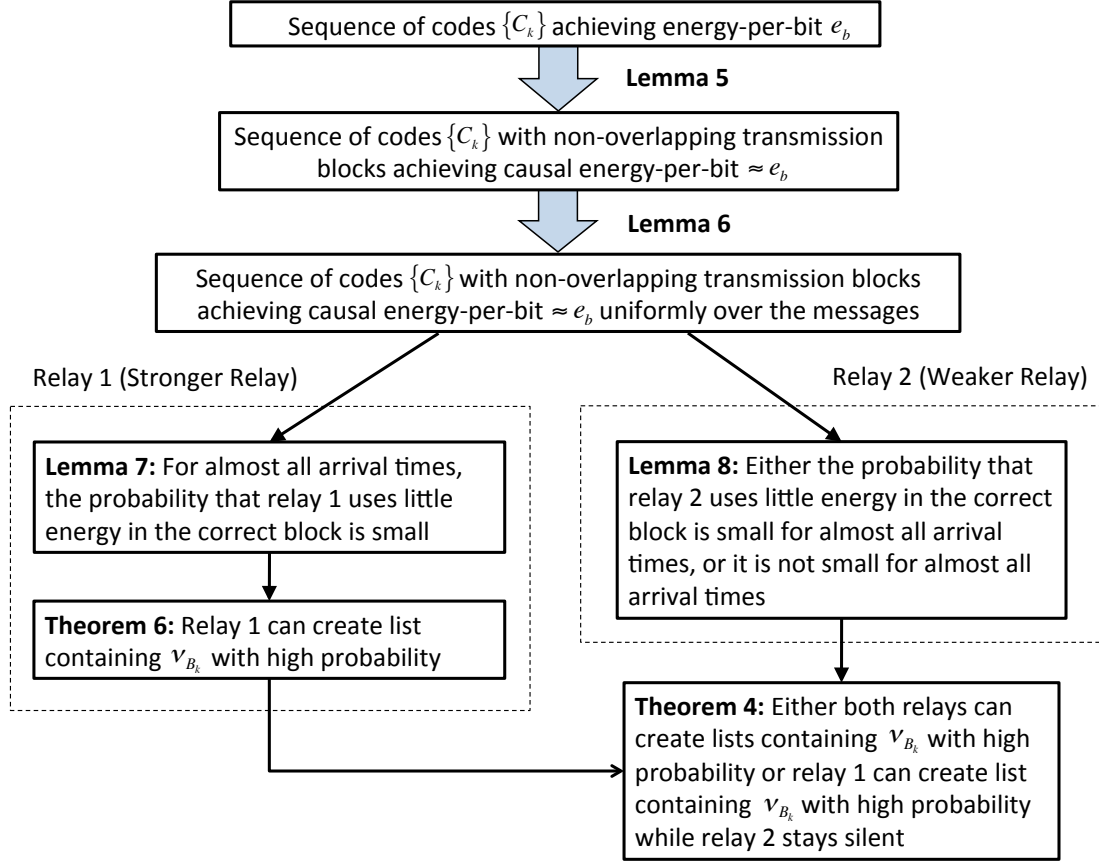 Sequence of codes {C_k} achieving energy-per-bit e_b
Lemma 5
Sequence of codes {C_k} with non-overlapping transmission
blocks achieving causal energy-per-bit ≈ e_b
Lemma 6
Sequence of codes {C_k} with non-overlapping transmission blocks
achieving causal energy-per-bit ≈ e_b uniformly over the messages
Relay 1 (Stronger Relay)
Lemma 7: For almost all arrival times,
the probability that relay 1 uses little
energy in the correct block is small
Theorem 6: Relay 1 can create list
containing ν_{B_k} with high probability
Relay 2 (Weaker Relay)
Lemma 8: Either the probability that
relay 2 uses little energy in the correct
block is small for almost all arrival
times, or it is not small for almost all
arrival times
Theorem 4: Either both relays can
create lists containing ν_{B_k} with high
probability or relay 1 can create list
containing ν_{B_k} with high probability
while relay 2 stays silent